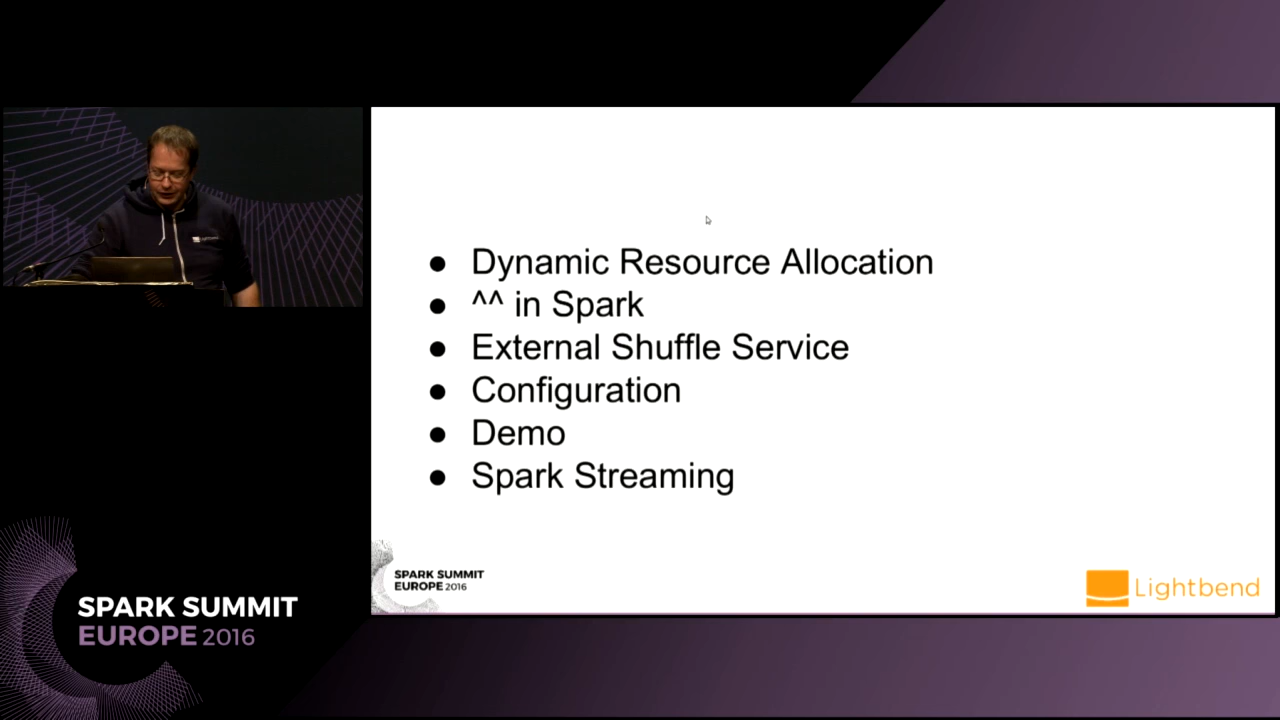 ● Dynamic Resource Allocation
● ^^ in Spark
● External Shuffle Service
● Configuration
● Demo
● Spark Streaming
SPARK SUMMIT
EUROPE 2016
Lightbend
SPARK SUMMIT
EUROPE 2016